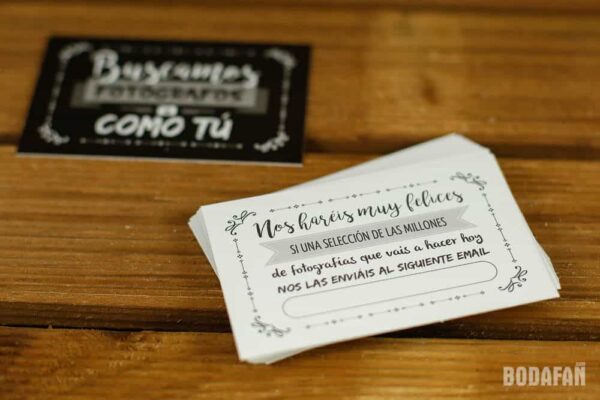 Buscamos
FOTÓGRAFOS
COMO TÚ
Nos haréis muy felices
SI UNA SELECCIÓN DE LAS MILLONES
de fotografías que vais a hacer hoy
NOS LAS ENVIÁIS AL SIGUIENTE EMAIL
BODAFAÑ